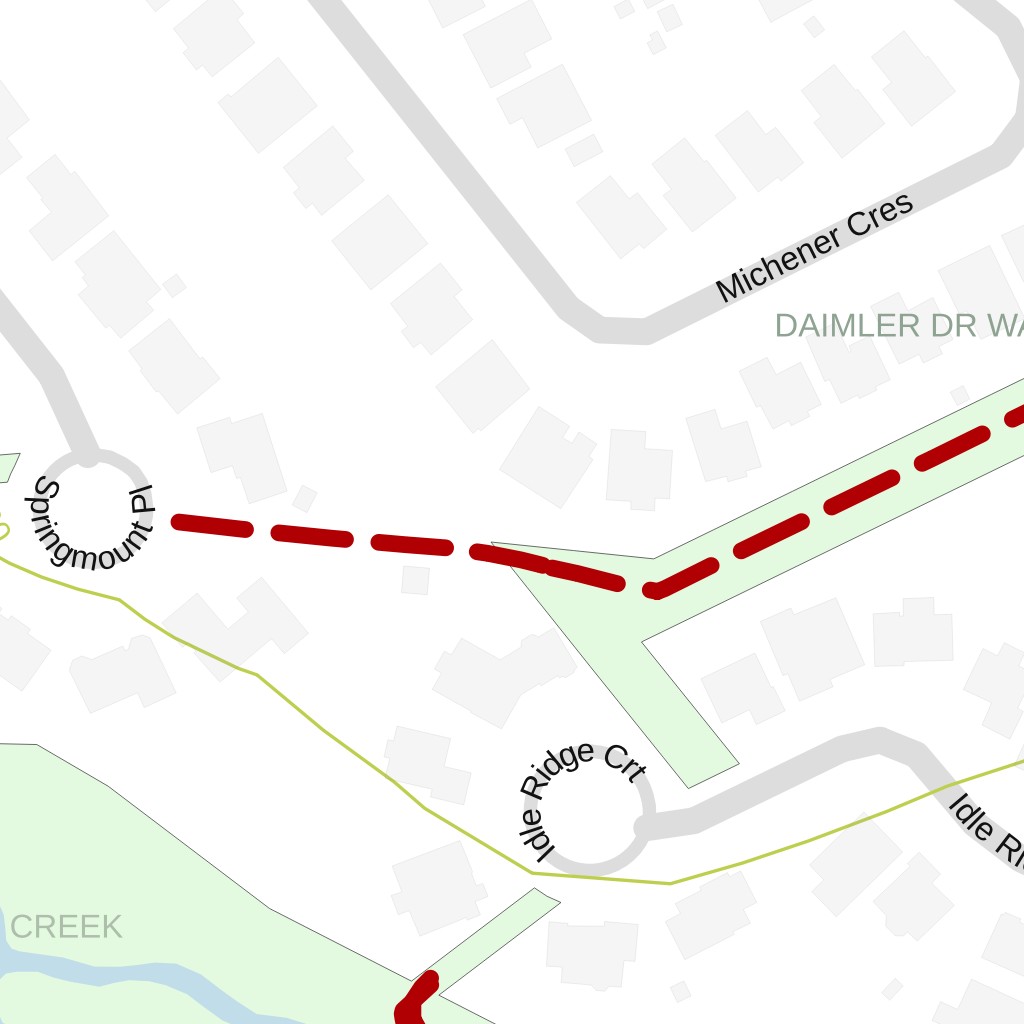 Michener Cres
DAIMLER DR WA
Springmount Pl
Idle Ridge Crt
Idle Ri
CREEK